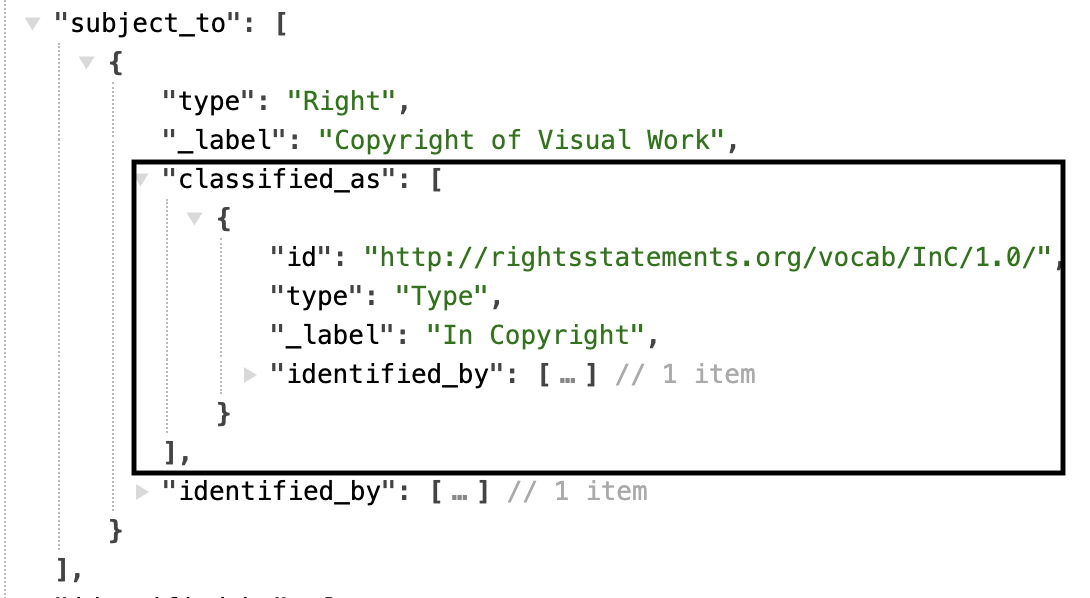 "subject_to": [
{
"type": "Right",
"_label": "Copyright of Visual Work",
"classified_as": [
{
"id": "http://rightsstatements.org/vocab/InC/1.0/",
"type": "Type",
"_label": "In Copyright",
"identified_by": [ … ] // 1 item
}
],
"identified_by": [ … ] // 1 item
}
],